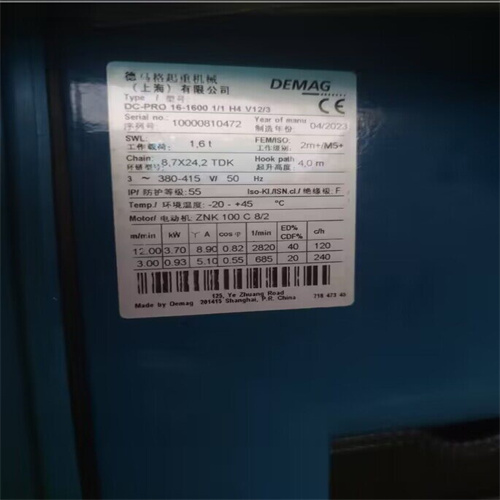 德马格起重机械
（上海）有限公司
DEMAG
Type / 型号:
DC-PRO 16-1600 1/1 H4 V12/3
CE
Serial no.
序列号
10000810472
Year of manuf
制造年份
04/2023
SWL
工作载荷
1,6 t
FEM/ISO:
工作级别
2m+/M5+
Chain
环链型号
8,7X24,2 TDK
Hook path
起升高度
4,0 m
3 ~ 380-415 V/ 50 Hz
IP/ 防护等级: 55 Iso-Kl./ISN.cl./ 绝缘级 F
Temp / 环境温度: -20 - +45 °C
Motor/ 电动机: ZNK 100 C 8/2
m/min kW Y A cos φ 1/min ED% CDF% c/h
12.00 3.70 8.90 0.82 2820 40 120
3.00 0.93 5.10 0.55 685 20 240
Made by Demag
125, Ye Zhuang Road
201415 Shanghai, P.R. China
718 473 40